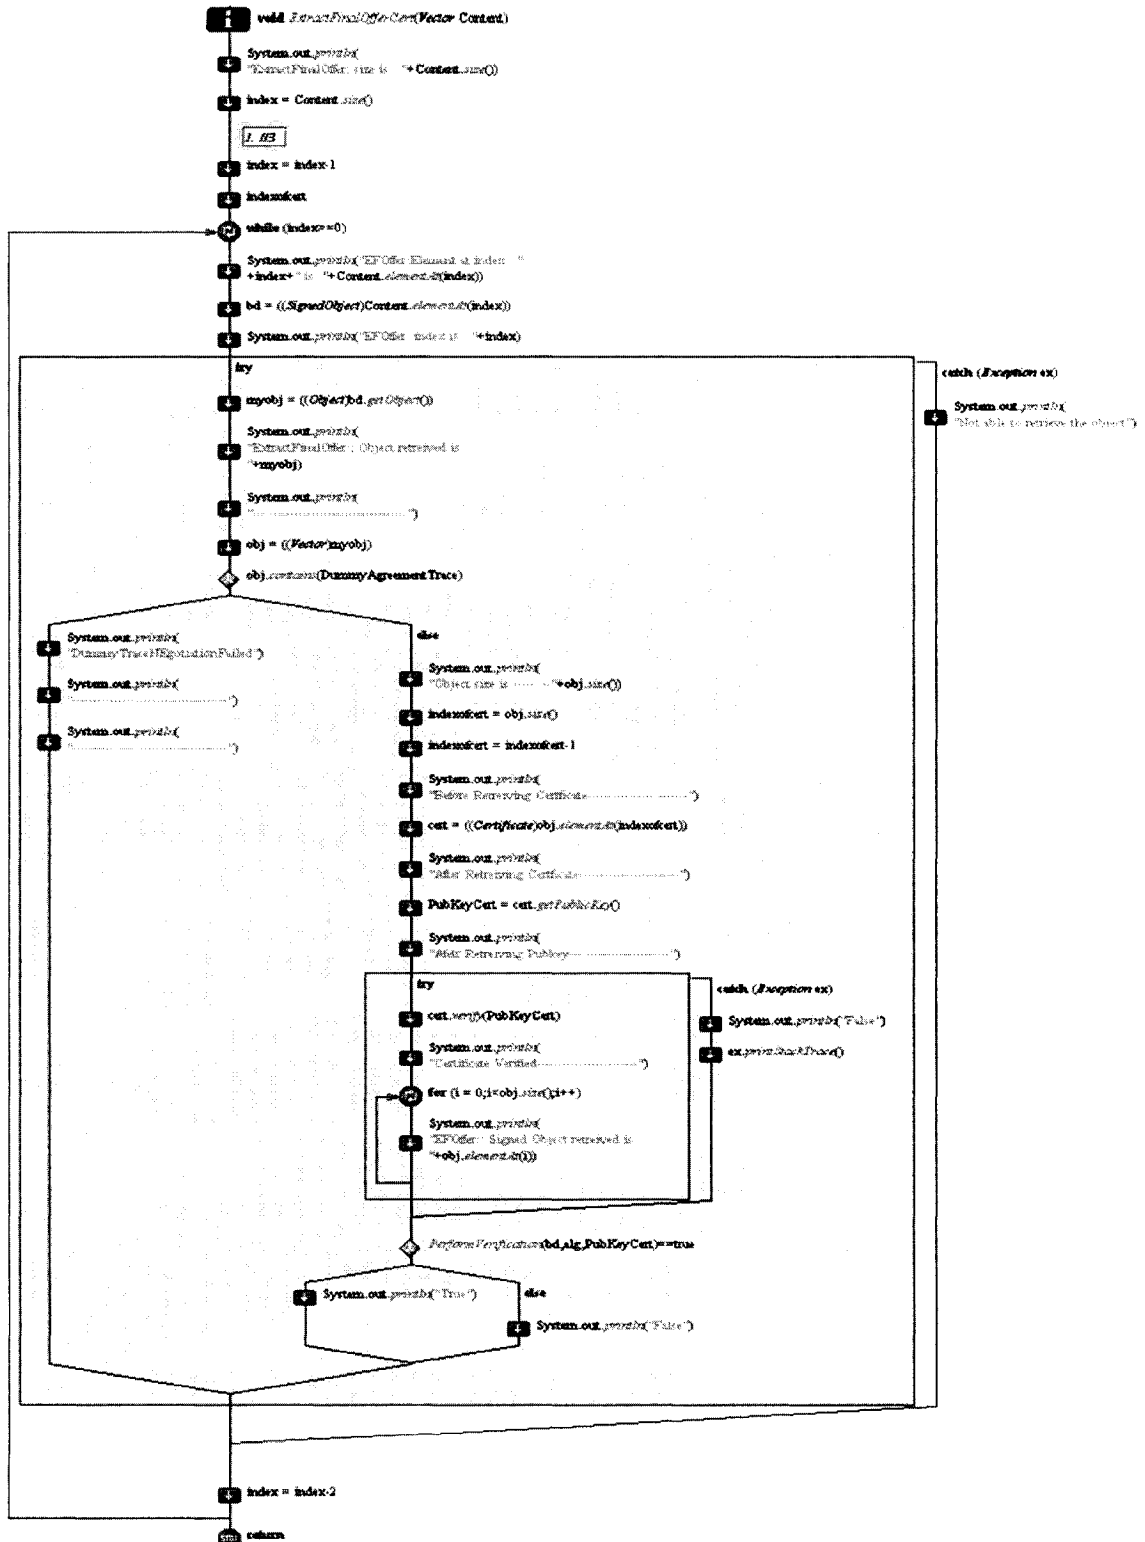 void ExtractFinalOfferCert(Vector Content)
System.out.println(
"ExtractFinalOffer: size is "+Content.size())
index = Content.size()
index = index-1
indexofcert
while (index>=0)
System.out.println("EFOffer Element at index "
+index+" is "+Content.elementAt(index))
bd = ((SignedObject)Content.elementAt(index))
System.out.println("EFOffer index is "+index)
try
catch (Exception ex)
System.out.println(
"Not able to retrieve the object")
myobj = ((Object)bd.getObject())
System.out.println(
"ExtractFinalOffer : Object retreived is
"+myobj)
System.out.println(
obj = ((Vector)myobj)
obj.contains(DummyAgreementTrace)
System.out.println(
"DummyTraceNEgotiationFailed")
System.out.println(
System.out.println(
else
System.out.println(
"Object size is ------ "+obj.size())
indexofcert = obj.size()
indexofcert = indexofcert-1
System.out.println(
"Before Retreiving Certificate-----------------------")
cert = ((Certificate)obj.elementAt(indexofcert))
System.out.println(
"After Retreiving Certficate-----------------------")
PubKeyCert = cert.getPublicKey()
System.out.println(
"After Retreiving Pubkey-----------------------")
try
catch (Exception ex)
cert.verify(PubKeyCert)
System.out.println("False")
System.out.println(
"Certificate Verified-----------------------")
ex.printStackTrace()
for (i = 0;i<obj.size();i++)
System.out.println(
"EFOffer : Signed Object retreived is
"+obj.elementAt(i))
PerformVerification(bd,alg,PubKeyCert)==true
System.out.println("True")
else
System.out.println("False")
index = index-2
return